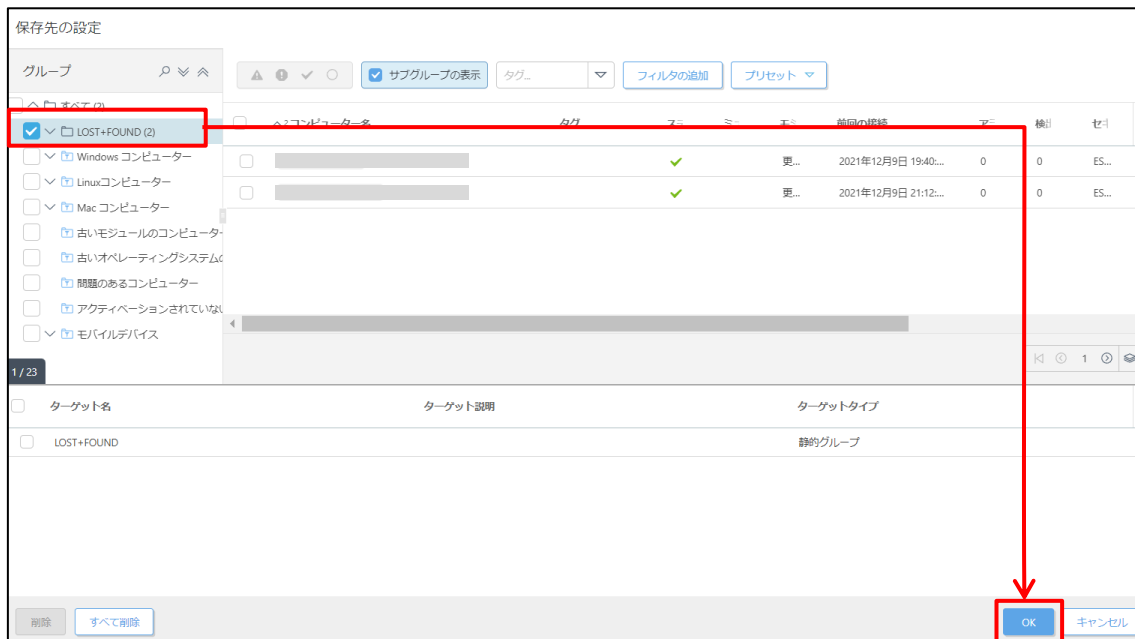 保存先の設定
グループ
サブグループの表示 タグ... フィルタの追加 プリセット
すべて (2)
LOST+FOUND (2)
コンピューター名 タグ 前回の接続
Windows コンピューター
更... 2021年12月9日 19:40:... 0 0 ES...
Linuxコンピューター
更... 2021年12月9日 21:12:... 0 0 ES...
Mac コンピューター
古いモジュールのコンピューター
古いオペレーティングシステムの
問題のあるコンピューター
アクティベーションされていない
モバイルデバイス
1
1 / 23
ターゲット名 ターゲット説明 ターゲットタイプ
LOST+FOUND 静的グループ
削除 すべて削除 OK キャンセル